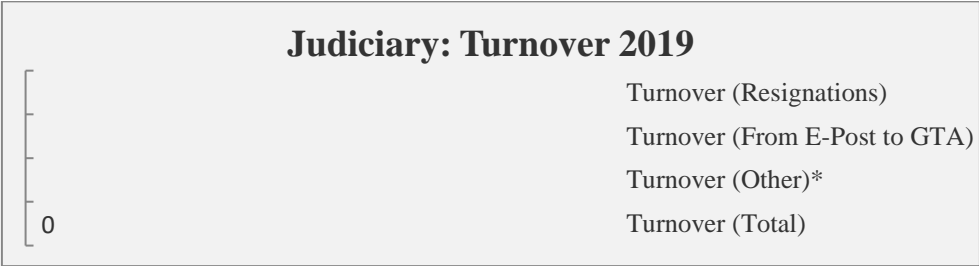 Judiciary: Turnover 2019
Turnover (Resignations)
Turnover (From E-Post to GTA)
Turnover (Other)*
Turnover (Total)
0